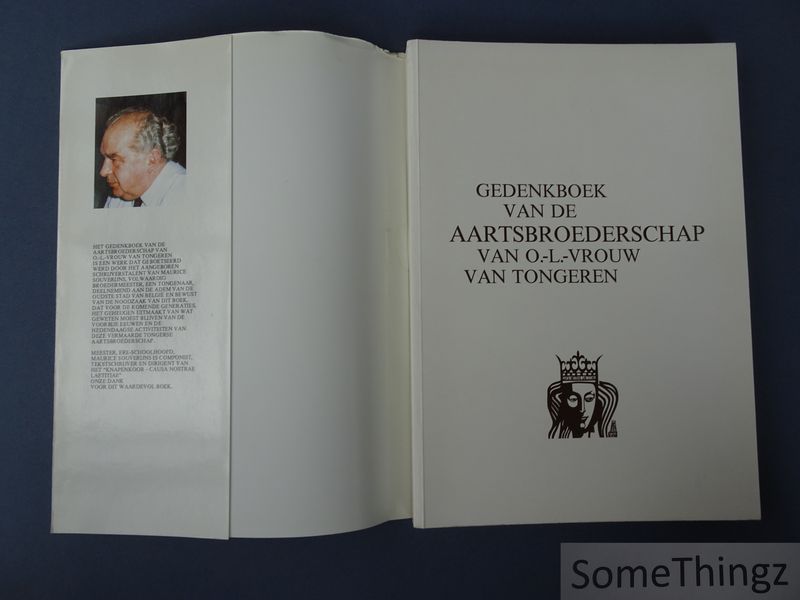 HET GEDENKBOEK VAN DE
AARTSBROEDERSCHAP VAN
O.-L.-VROUW VAN TONGEREN
IS EEN WERK DAT GEBORTSEERD
WERD DOOR HET AANGEBOREN
SCHRIJVERSTALENT VAN MAURICE
SOUVERIJNS, VOLWAARDIG
BROEDERMEESTER, EEN TONGENAAR,
DEELNEMEND AAN DE ADEM VAN DE
OUDSTE STAD VAN BELGIË EN BEWUST
VAN DE NOODZAAK VAN DIT BOEK,
DAT VOOR DE KOMENDE GENERATIES,
HET GEHEUGEN UITMAAKT VAN WAT
GEWETEN MOEST BLIJVEN VAN DE
VOORBIJE EEUWEN EN DE
HEDENDAAGSE ACTIVITEITEN VAN
DEZE VERMAARDE TONGERSE
AARTSBROEDERSCHAP.
MEESTER, ERE-SCHOOLHOOFD,
MAURICE SOUVERIJNS IS COMPONIST,
TEKSTSCHRIJVER EN DIRIGENT VAN
HET "KNAPENKOOR - CAUSA NOSTRAE
LAETITIAE"
ONZE DANK
VOOR DIT WAARDEVOL BOEK.
GEDENKBOEK
VAN DE
AARTSBROEDERSCHAP
VAN O.-L.-VROUW
VAN TONGEREN
SomeThingz